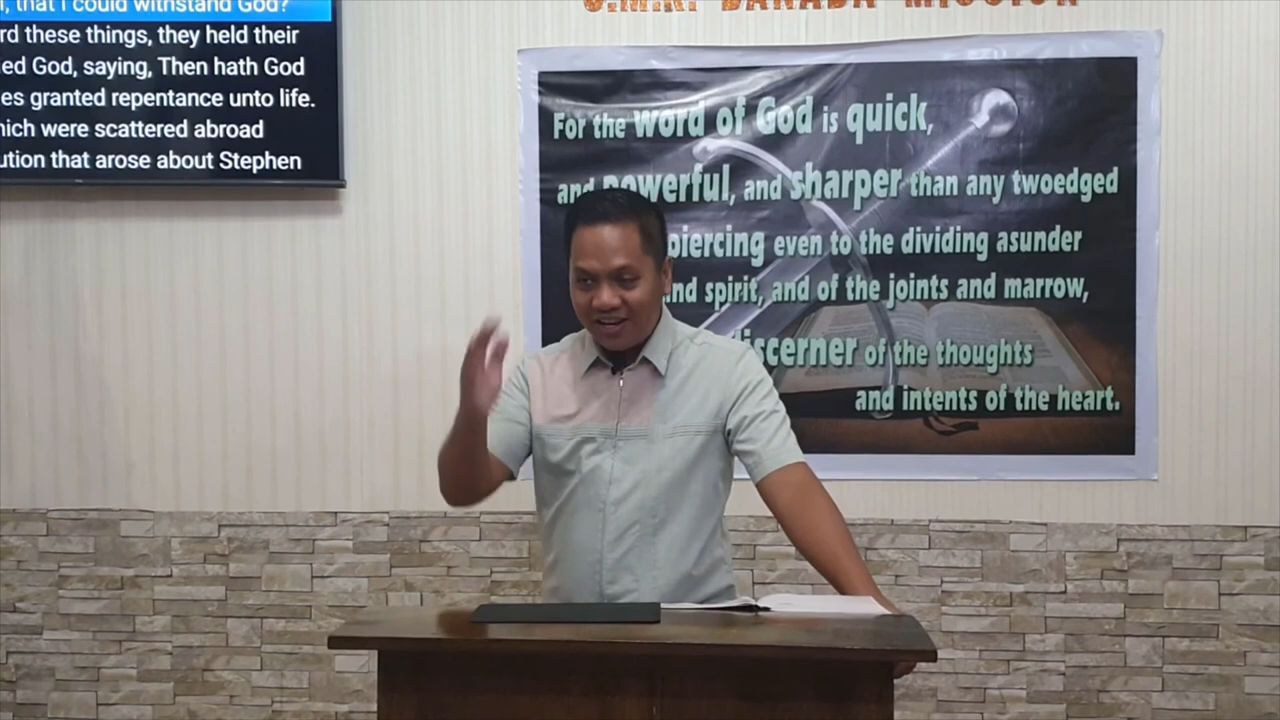 , that I could withstand God?
rd these things, they held their
ed God, saying, Then hath God
es granted repentance unto life.
hich were scattered abroad
ution that arose about Stephen
BANABA MISSION
For the word of God is quick,
and powerful, and sharper than any twoedged
piercing even to the dividing asunder
and spirit, and of the joints and marrow,
discerner of the thoughts
and intents of the heart.